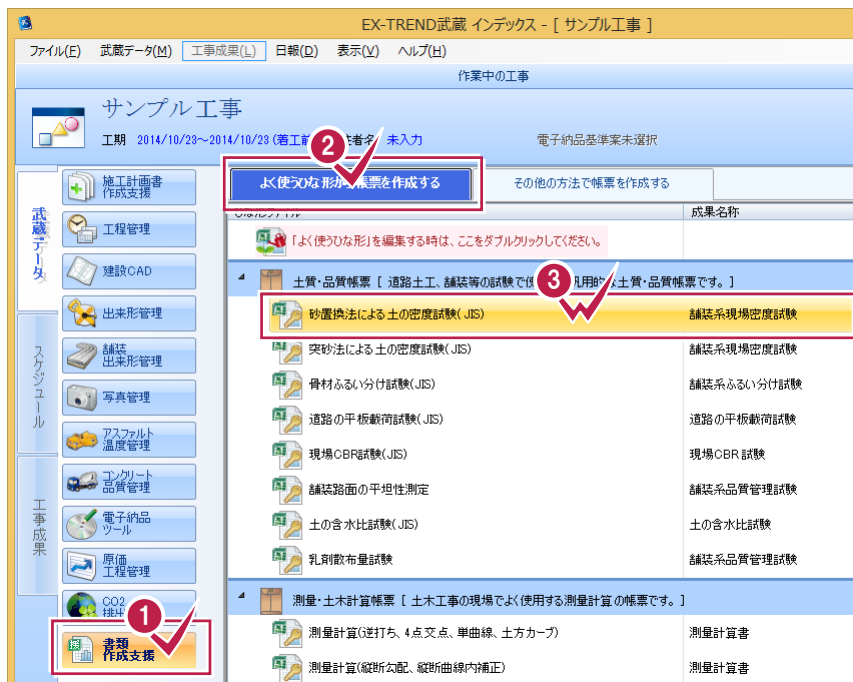 EX-TREND武蔵 インデックス - [ サンプル工事 ]
ファイル(F) 武蔵データ(M) 工事成果(L) 日報(D) 表示(V) ヘルプ(H)
作業中の工事
サンプル工事
工期 2014/10/23~2014/10/23 (着工前 注者名 未入力 電子納品基準案未選択
2
よく使うひな形から帳票を作成する その他の方法で帳票を作成する
成果名称
「よく使うひな形」を編集する時は、ここをダブルクリックしてください。
土質・品質帳票 [ 道路土工、舗装等の試験で使 汎用的な土質・品質帳票です。]
3
砂置換法による土の密度試験(JIS) 舗装系現場密度試験
突砂法による土の密度試験(JIS) 舗装系現場密度試験
骨材ふるい分け試験(JIS) 舗装系ふるい分け試験
道路の平板載荷試験(JIS) 道路の平板載荷試験
現場CBR試験(JIS) 現場CBR試験
舗装路面の平坦性測定 舗装系品質管理試験
土の含水比試験(JIS) 土の含水比試験
乳剤散布量試験 舗装系品質管理試験
測量・土木計算帳票 [ 土木工事の現場でよく使用する測量計算の帳票です。]
測量計算(逆打ち、4点交点、単曲線、土方カーブ) 測量計算書
測量計算(縦断勾配、縦断曲線内補正) 測量計算書
武蔵データ
スケジュール
工事成果
施工計画書
作成支援
工程管理
建設CAD
出来形管理
舗装
出来形管理
写真管理
アスファルト
温度管理
コンクリート
品質管理
電子納品
ツール
原価
工程管理
CO2
排出
1
書類
作成支援